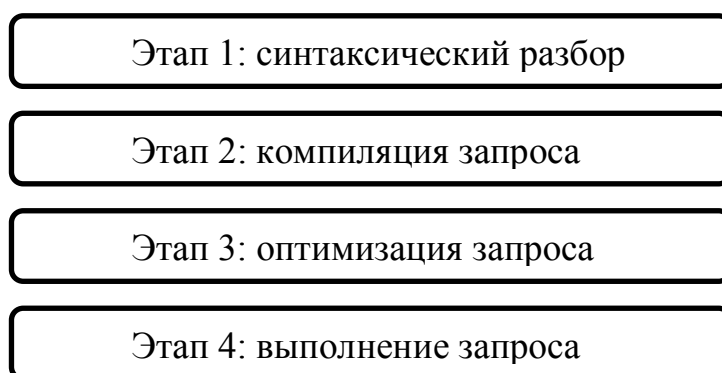 Этап 1: синтаксический разбор
Этап 2: компиляция запроса
Этап 3: оптимизация запроса
Этап 4: выполнение запроса